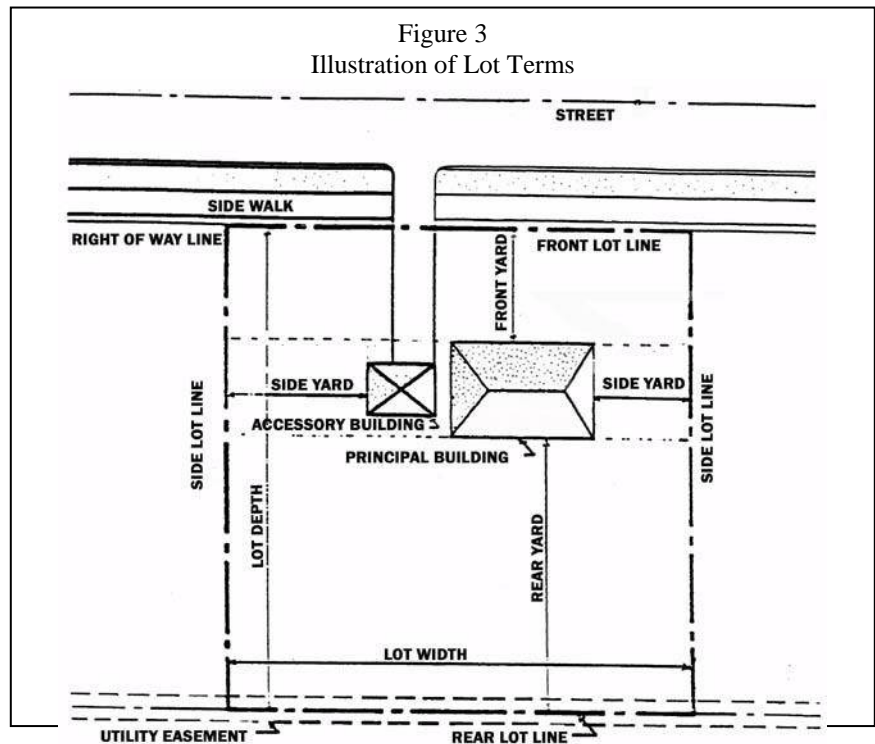 Figure 3
Illustration of Lot Terms
STREET
SIDE WALK
RIGHT OF WAY LINE
FRONT LOT LINE
FRONT YARD
SIDE YARD
SIDE YARD
ACCESSORY BUILDING
PRINCIPAL BUILDING
SIDE LOT LINE
SIDE LOT LINE
LOT DEPTH
REAR YARD
LOT WIDTH
UTILITY EASEMENT
REAR LOT LINE